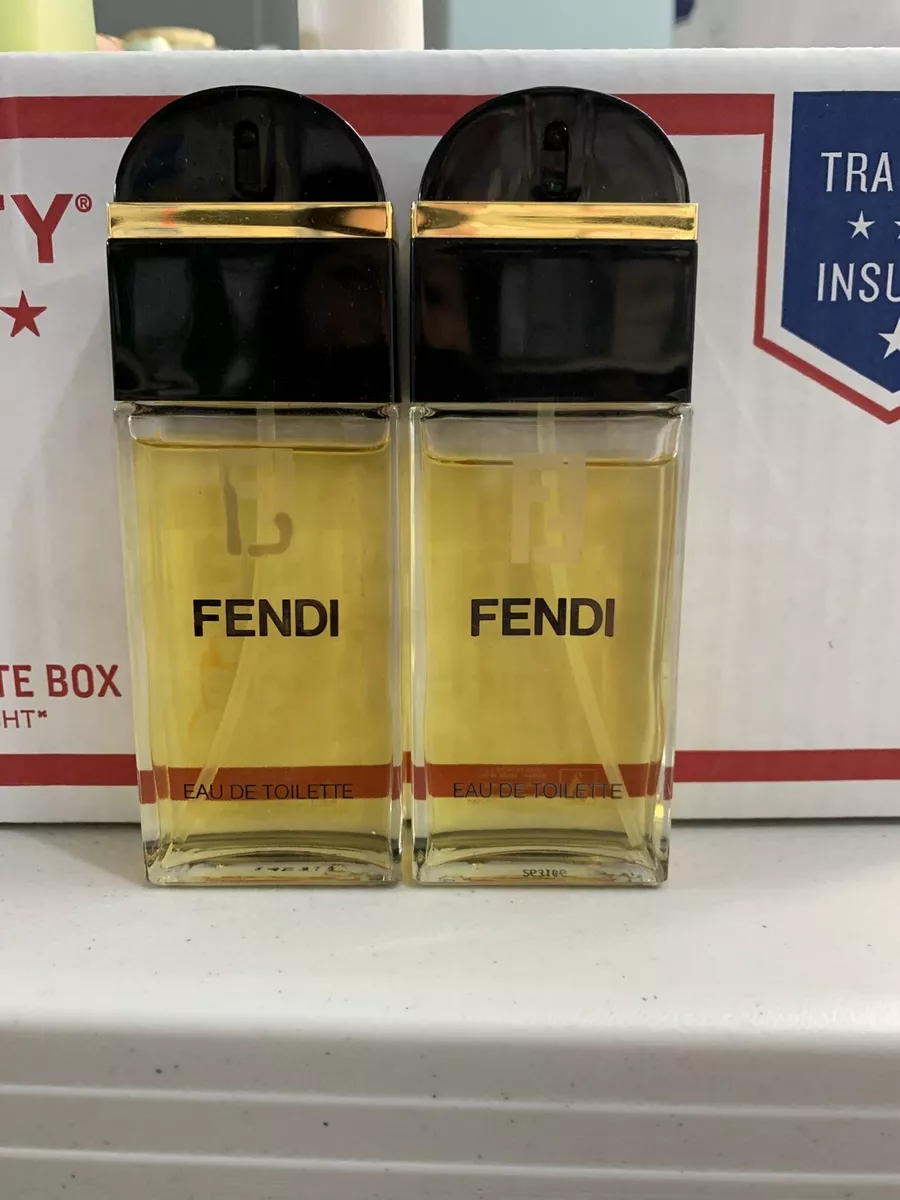 TY®
TRA
INSU
FENDI
FENDI
TE BOX
HT*
EAU DE TOILETTE
EAU DE TOILETTE